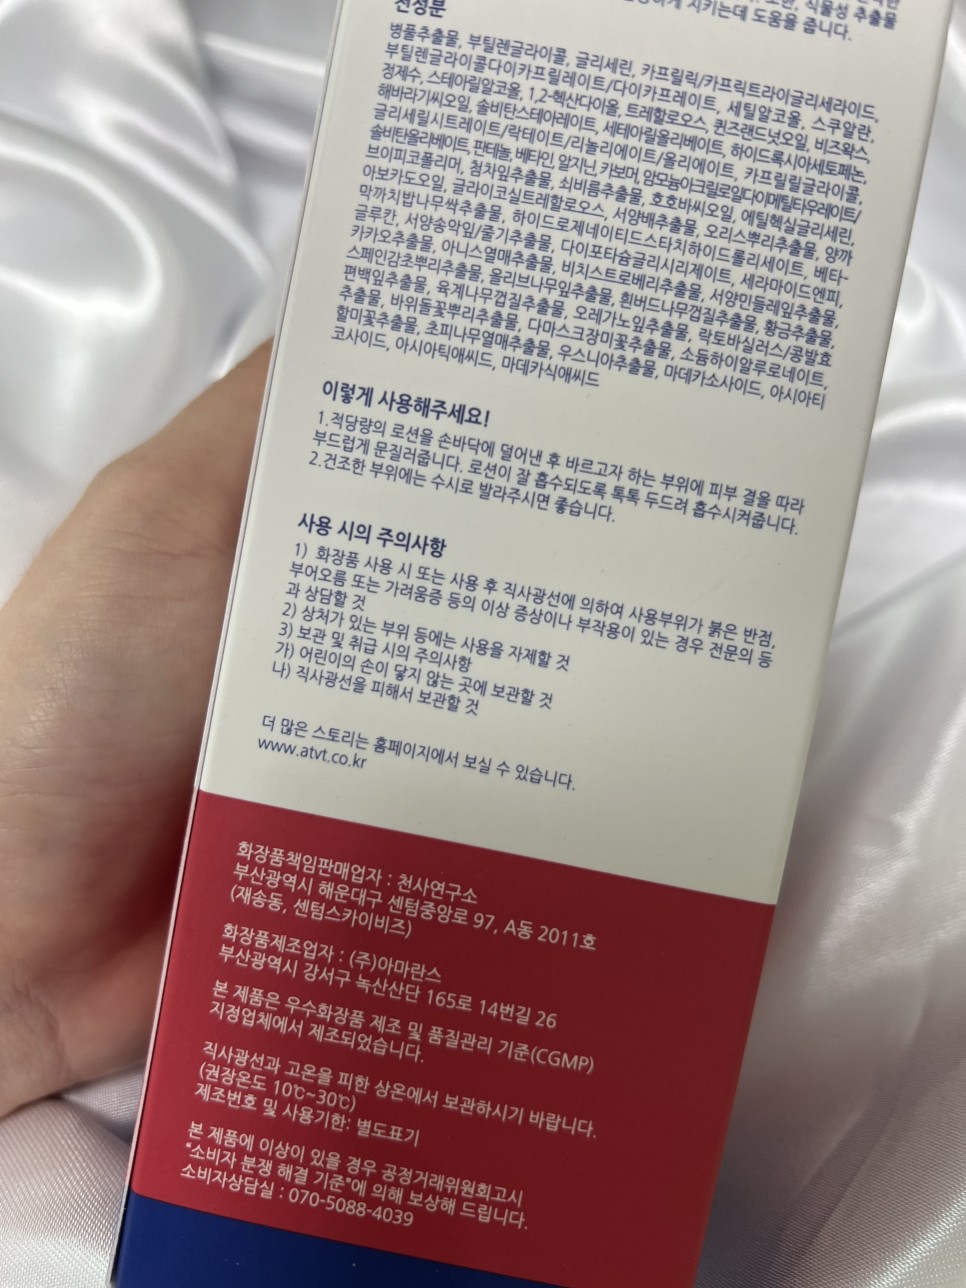 식물성 추출물
지키는데 도움을 줍니다.
전성분
병풀추출물, 부틸렌글라이콜, 글리세린, 카프릴릭/카프릭트라이글리세라이드,
부틸렌글라이콜다이카프릴레이트/다이카프레이트, 세틸알코올, 스쿠알란,
정제수, 스테아릴알코올, 1,2-헥산다이올, 트레할로오스, 퀸즈랜드넛오일, 비즈왁스,
해바라기씨오일, 솔비탄스테아레이트, 세테아릴올리베이트, 하이드록시아세토페논,
글리세릴시트레이트/락테이트/리놀리에이트/올리에이트, 카프릴릴글라이콜,
솔비탄올리베이트, 판테놀, 베타인, 알지닌, 카보머, 암모늄아크릴로일다이메틸타우레이트/
브이피코폴리머, 참차잎추출물, 쇠비름추출물, 호호바씨오일, 에틸헥실글리세린,
아보카도오일, 글라이코실트레할로오스, 서양배추출물, 오리스뿌리추출물, 양까
막까치밥나무싹추출물, 하이드로제네이티드스타치하이드롤리세이트, 베타-
글루칸, 서양송악잎/줄기추출물, 다이포타슘글리시리제이트, 세라마이드엔피,
카카오추출물, 아니스열매추출물, 비치스트로베리추출물, 서양민들레잎추출물,
스페인감초뿌리추출물, 올리브나무잎추출물, 흰버드나무껍질추출물, 황금추출물,
편백잎추출물, 육계나무껍질추출물, 오레가노잎추출물, 락토바실러스/콩발효
추출물, 바위돌꽃뿌리추출물, 다마스크장미꽃추출물, 소듐하이알루로네이트,
할미꽃추출물, 초피나무열매추출물, 우스니아추출물, 마데카소사이드, 아시아티
코사이드, 아시아틱애씨드, 마데카식애씨드
이렇게 사용해주세요!
1.적당량의 로션을 손바닥에 덜어낸 후 바르고자 하는 부위에 피부 결을 따라
부드럽게 문질러줍니다. 로션이 잘 흡수되도록 톡톡 두드려 흡수시켜줍니다.
2.건조한 부위에는 수시로 발라주시면 좋습니다.
사용 시의 주의사항
1) 화장품 사용 시 또는 사용 후 직사광선에 의하여 사용부위가 붉은 반점,
부어오름 또는 가려움증 등의 이상 증상이나 부작용이 있는 경우 전문의 등
과 상담할 것
2) 상처가 있는 부위 등에는 사용을 자제할 것
3) 보관 및 취급 시의 주의사항
가) 어린이의 손이 닿지 않는 곳에 보관할 것
나) 직사광선을 피해서 보관할 것
더 많은 스토리는 홈페이지에서 보실 수 있습니다.
www.atvt.co.kr
화장품책임판매업자 : 천사연구소
부산광역시 해운대구 센텀중앙로 97, A동 2011호
(재송동, 센텀스카이비즈)
화장품제조업자 : (주)아마란스
부산광역시 강서구 녹산산단 165로 14번길 26
본 제품은 우수화장품 제조 및 품질관리 기준(CGMP)
지정업체에서 제조되었습니다.
직사광선과 고온을 피한 상온에서 보관하시기 바랍니다.
(권장온도 10℃~30℃)
제조번호 및 사용기한: 별도표기
본 제품에 이상이 있을 경우 공정거래위원회고시
"소비자 분쟁 해결 기준"에 의해 보상해 드립니다.
소비자상담실 : 070-5088-4039